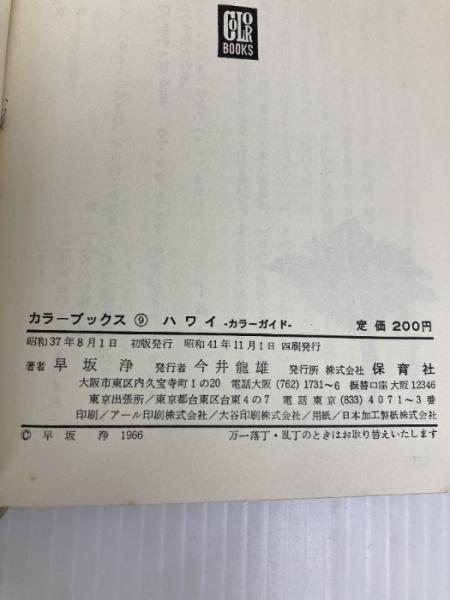 COLOR
BOOKS
カラーブックス ⑨ ハワイ -カラーガイド- 定価 200円
昭和37年8月1日 初版発行 昭和41年11月1日 四刷発行
著者 早坂 浄 発行者 今井龍雄 発行所 株式会社 保育社
大阪市東区内久宝寺町1の20 電話大阪(762)1731~6 振替口座大阪12346
東京出張所/東京都台東区台東4の7 電話東京(833)4071~3番
印刷/アール印刷株式会社/大谷印刷株式会社/用紙/日本加工製紙株式会社
© 早坂 浄 1966 万一落丁・乱丁のときはお取り替えいたします